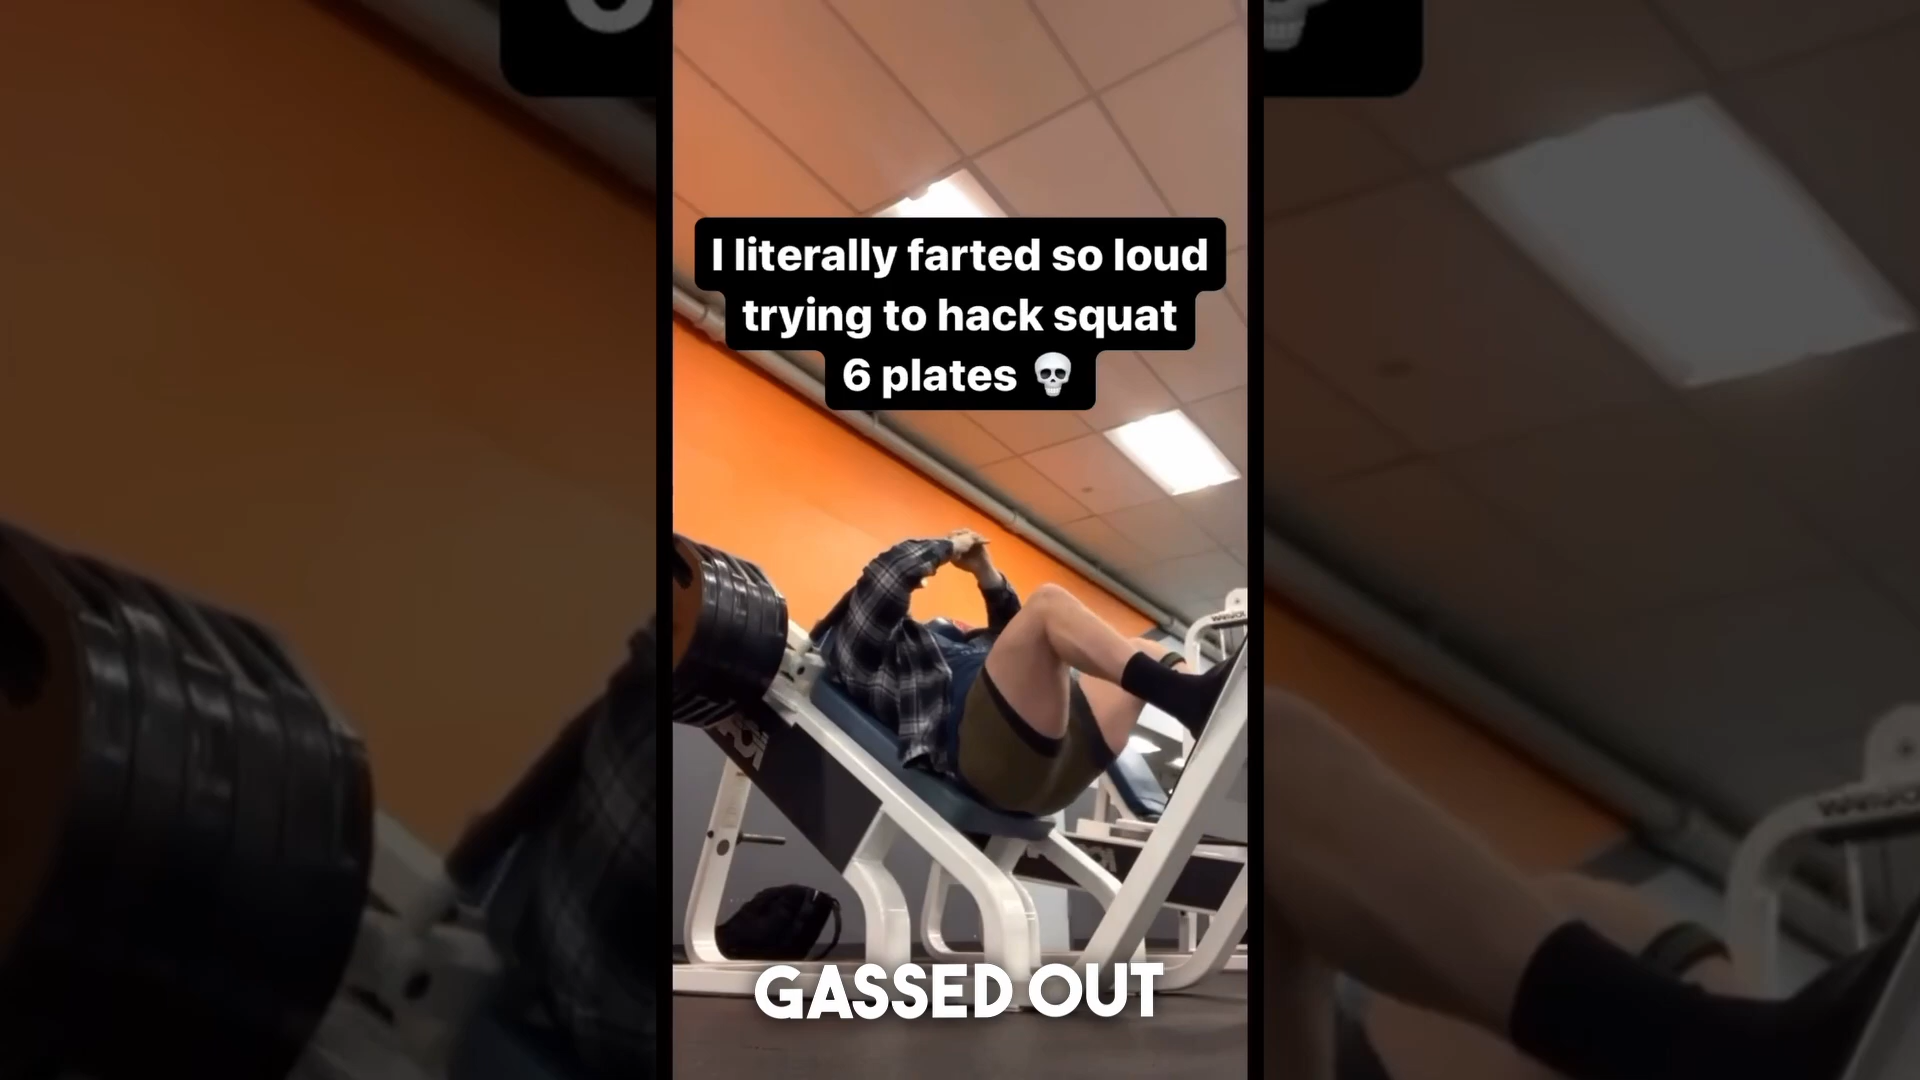 I literally farted so loud
trying to hack squat
6 plates 💀
GASSED OUT